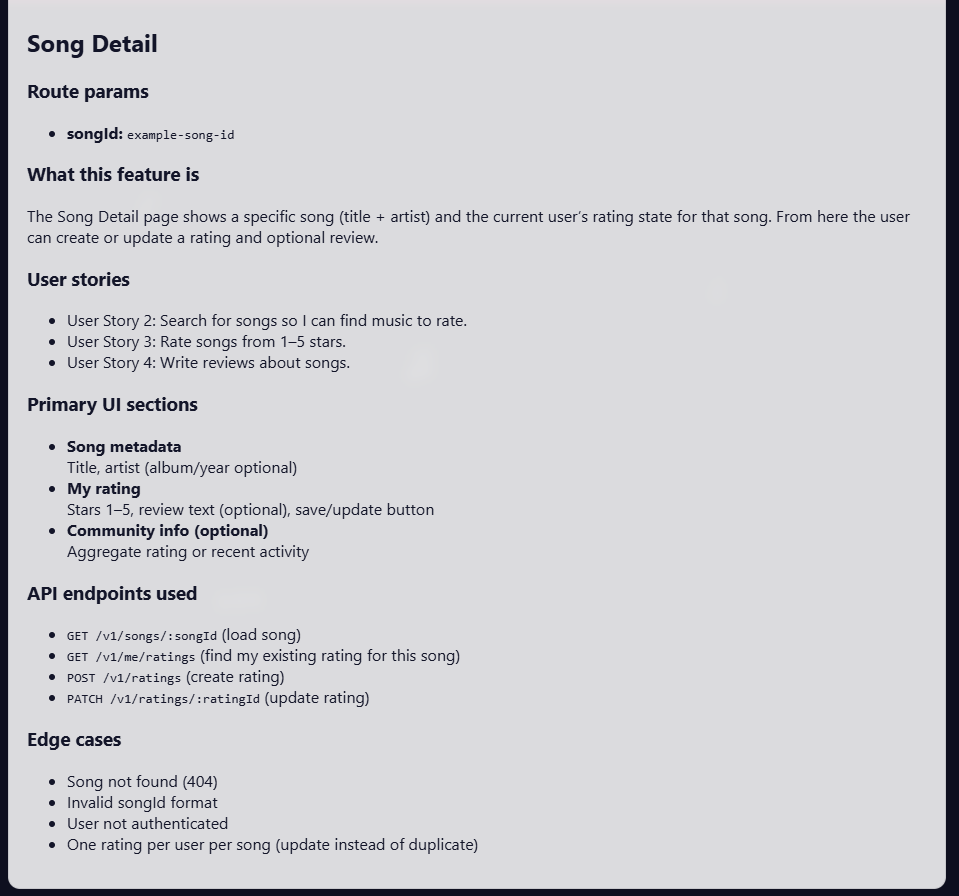 Song Detail
Route params
songId: example-song-id
What this feature is
The Song Detail page shows a specific song (title + artist) and the current user's rating state for that song. From here the user
can create or update a rating and optional review.
User stories
User Story 2: Search for songs so I can find music to rate.
User Story 3: Rate songs from 1–5 stars.
User Story 4: Write reviews about songs.
Primary UI sections
Song metadata
Title, artist (album/year optional)
My rating
Stars 1–5, review text (optional), save/update button
Community info (optional)
Aggregate rating or recent activity
API endpoints used
GET /v1/songs/:songId (load song)
GET /v1/me/ratings (find my existing rating for this song)
POST /v1/ratings (create rating)
PATCH /v1/ratings/:ratingId (update rating)
Edge cases
Song not found (404)
Invalid songId format
User not authenticated
One rating per user per song (update instead of duplicate)